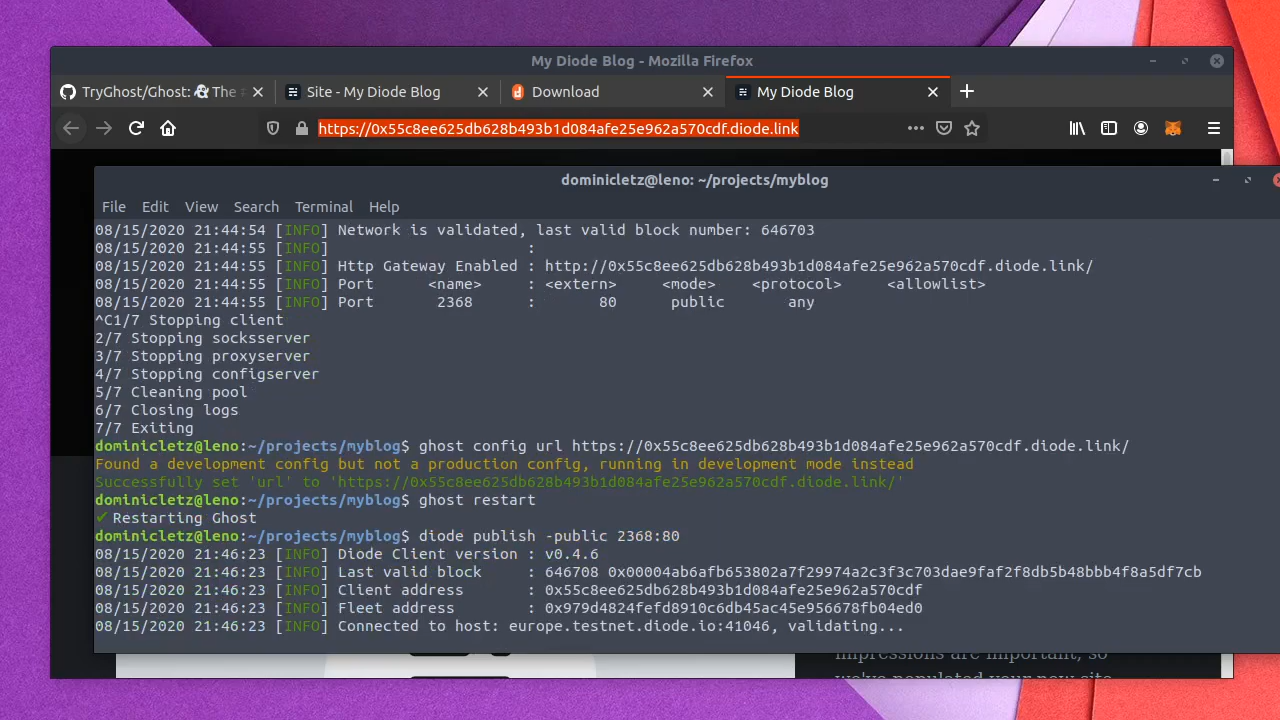 My Diode Blog - Mozilla Firefox
TryGhost/Ghost: The
Site - My Diode Blog
Download
My Diode Blog
https://0x55c8ee625db628b493b1d084afe25e962a570cdf.diode.link
dominicletz@leno: ~/projects/myblog
File Edit View Search Terminal Help
08/15/2020 21:44:54 [INFO] Network is validated, last valid block number: 646703
08/15/2020 21:44:55 [INFO] :
08/15/2020 21:44:55 [INFO] Http Gateway Enabled : http://0x55c8ee625db628b493b1d084afe25e962a570cdf.diode.link/
08/15/2020 21:44:55 [INFO] Port <name> : <extern> <mode> <protocol> <allowlist>
08/15/2020 21:44:55 [INFO] Port 2368 : 80 public any
^C1/7 Stopping client
2/7 Stopping socksserver
3/7 Stopping proxyserver
4/7 Stopping configserver
5/7 Cleaning pool
6/7 Closing logs
7/7 Exiting
dominicletz@leno:~/projects/myblog$ ghost config url https://0x55c8ee625db628b493b1d084afe25e962a570cdf.diode.link/
Found a development config but not a production config, running in development mode instead
Successfully set 'url' to 'https://0x55c8ee625db628b493b1d084afe25e962a570cdf.diode.link/'
dominicletz@leno:~/projects/myblog$ ghost restart
✔ Restarting Ghost
dominicletz@leno:~/projects/myblog$ diode publish -public 2368:80
08/15/2020 21:46:23 [INFO] Diode Client version : v0.4.6
08/15/2020 21:46:23 [INFO] Last valid block : 646708 0x00004ab6afb653802a7f29974a2c3f3c703dae9faf2f8db5b48bbb4f8a5df7cb
08/15/2020 21:46:23 [INFO] Client address : 0x55c8ee625db628b493b1d084afe25e962a570cdf
08/15/2020 21:46:23 [INFO] Fleet address : 0x979d4824fefd8910c6db45ac45e956678fb04ed0
08/15/2020 21:46:23 [INFO] Connected to host: europe.testnet.diode.io:41046, validating...
impressions are important, so
we've populated your new site